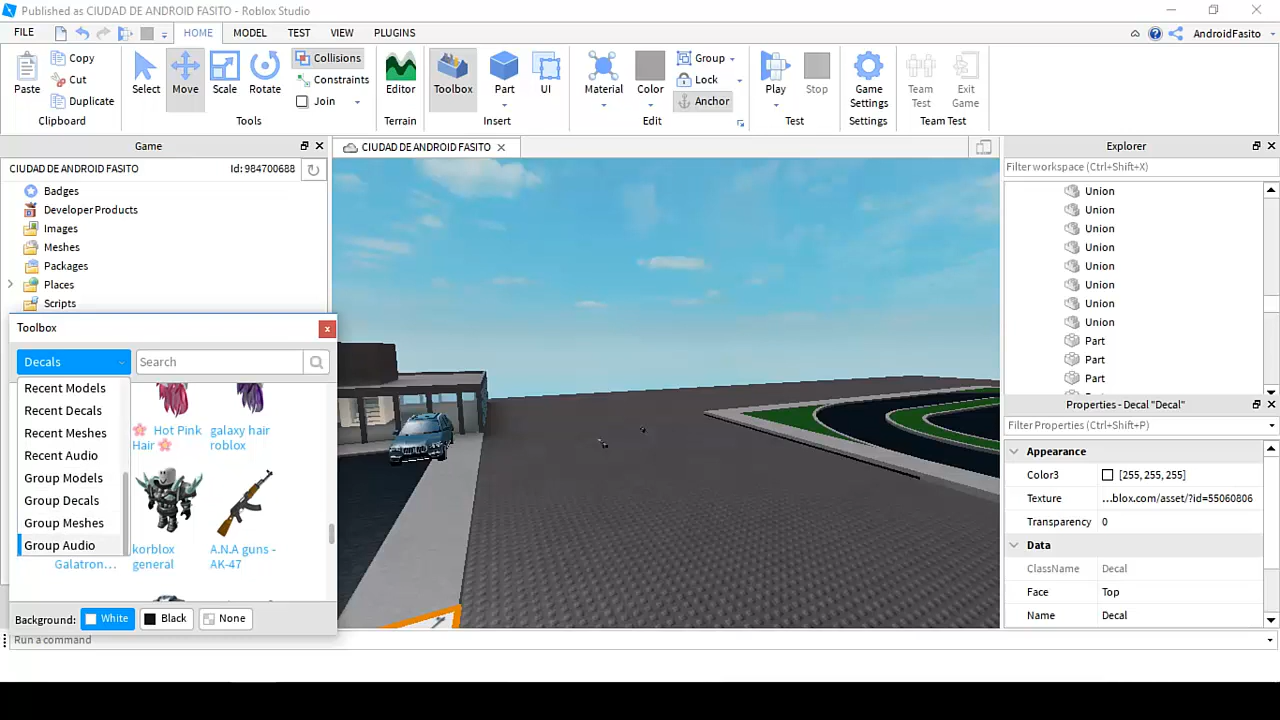 Published as CIUDAD DE ANDROID FASITO - Roblox Studio
FILE HOME MODEL TEST VIEW PLUGINS AndroidFasito
Copy
Cut
Duplicate
Paste
Clipboard
Select Move Scale Rotate
Collisions
Constraints
Join
Tools
Editor
Terrain
Toolbox Part UI
Insert
Material Color
Group
Lock
Anchor
Edit
Play Stop
Test
Game Settings
Settings
Team Test
Exit Game
Team Test
Game
CIUDAD DE ANDROID FASITO Id: 984700688
Badges
Developer Products
Images
Meshes
Packages
Places
Scripts
CIUDAD DE ANDROID FASITO
Toolbox
Decals Search
Recent Models
Recent Decals
Recent Meshes
Recent Audio
Group Models
Group Decals
Group Meshes
Group Audio
Hot Pink
Hair
galaxy hair
roblox
Galatron...
korblox
general
A.N.A guns -
AK-47
Background: White Black None
Run a command
Explorer
Filter workspace (Ctrl+Shift+X)
Union
Union
Union
Union
Union
Union
Union
Union
Part
Part
Part
Properties - Decal "Decal"
Filter Properties (Ctrl+Shift+P)
Appearance
Color3 [255, 255, 255]
Texture ...blox.com/asset/?id=55060806
Transparency 0
Data
ClassName Decal
Face Top
Name Decal